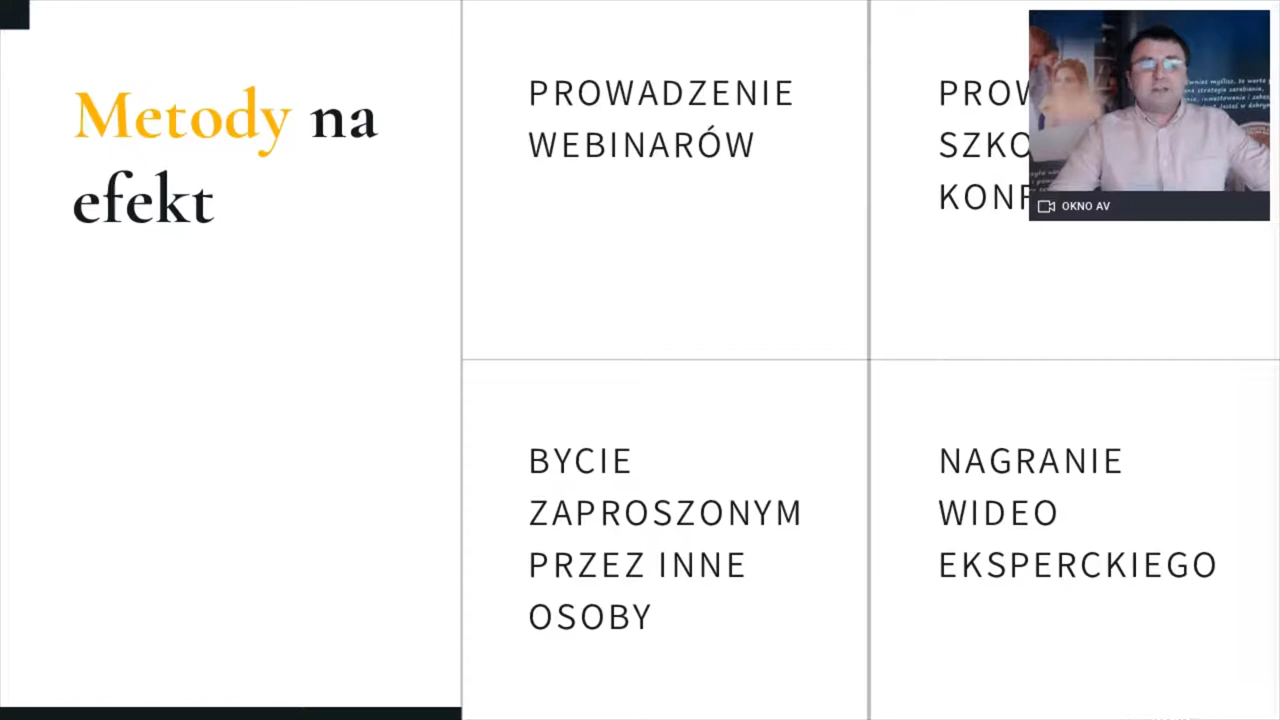 Metody na
efekt
PROWADZENIE
WEBINARÓW
BYCIE
ZAPROSZONYM
PRZEZ INNE
OSOBY
NAGRANIE
WIDEO
EKSPERCKIEGO
OKNO AV